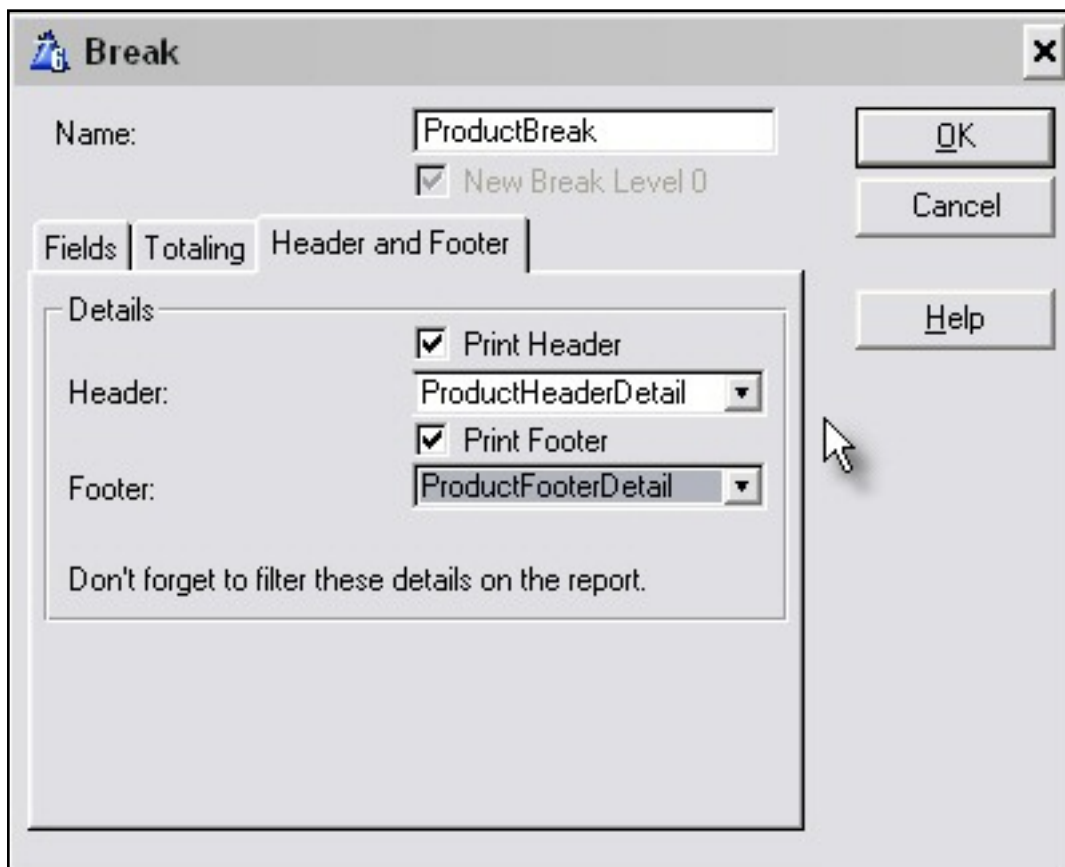 Break
Name:
ProductBreak
New Break Level 0
OK
Cancel
Help
Fields
Totaling
Header and Footer
Details
Print Header
Header:
ProductHeaderDetail
Print Footer
Footer:
ProductFooterDetail
Don't forget to filter these details on the report.